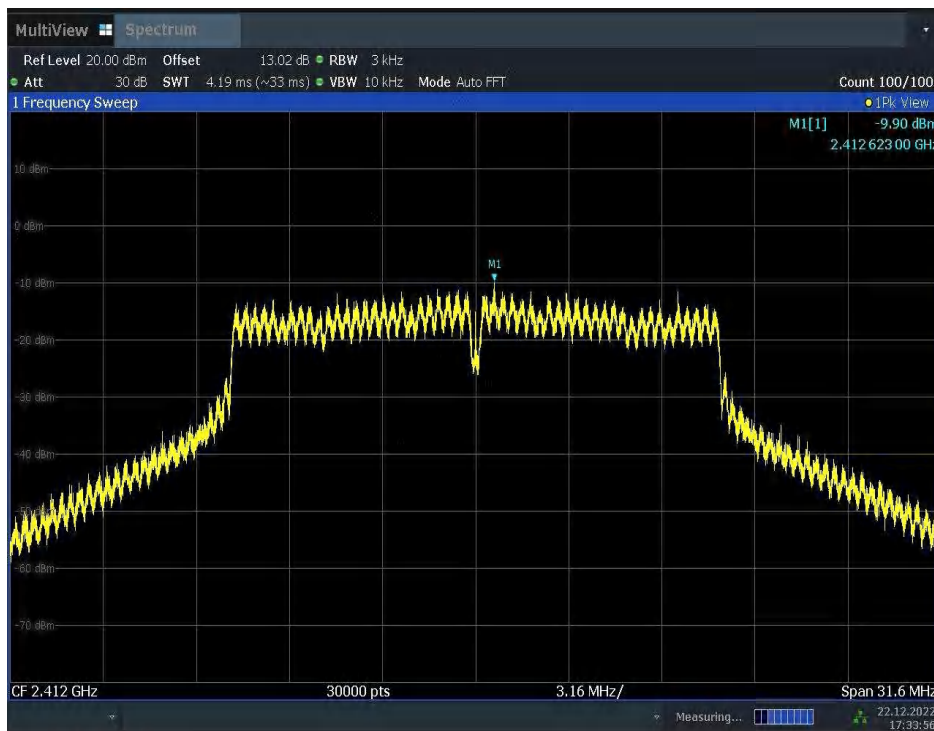 MultiView Spectrum
Ref Level 20.00 dBm Offset 13.02 dB RBW 3 kHz
Att 30 dB SWT 4.19 ms (~33 ms) VBW 10 kHz Mode Auto FFT Count 100/100
1 Frequency Sweep 1Pk View
M1[1] -9.90 dBm
2.412 623 00 GHz
10 dBm
0 dBm
M1
-10 dBm
-20 dBm
-30 dBm
-40 dBm
-50 dBm
-60 dBm
-70 dBm
CF 2.412 GHz 30000 pts 3.16 MHz/ Span 31.6 MHz
Measuring... 22.12.2022
17:33:56